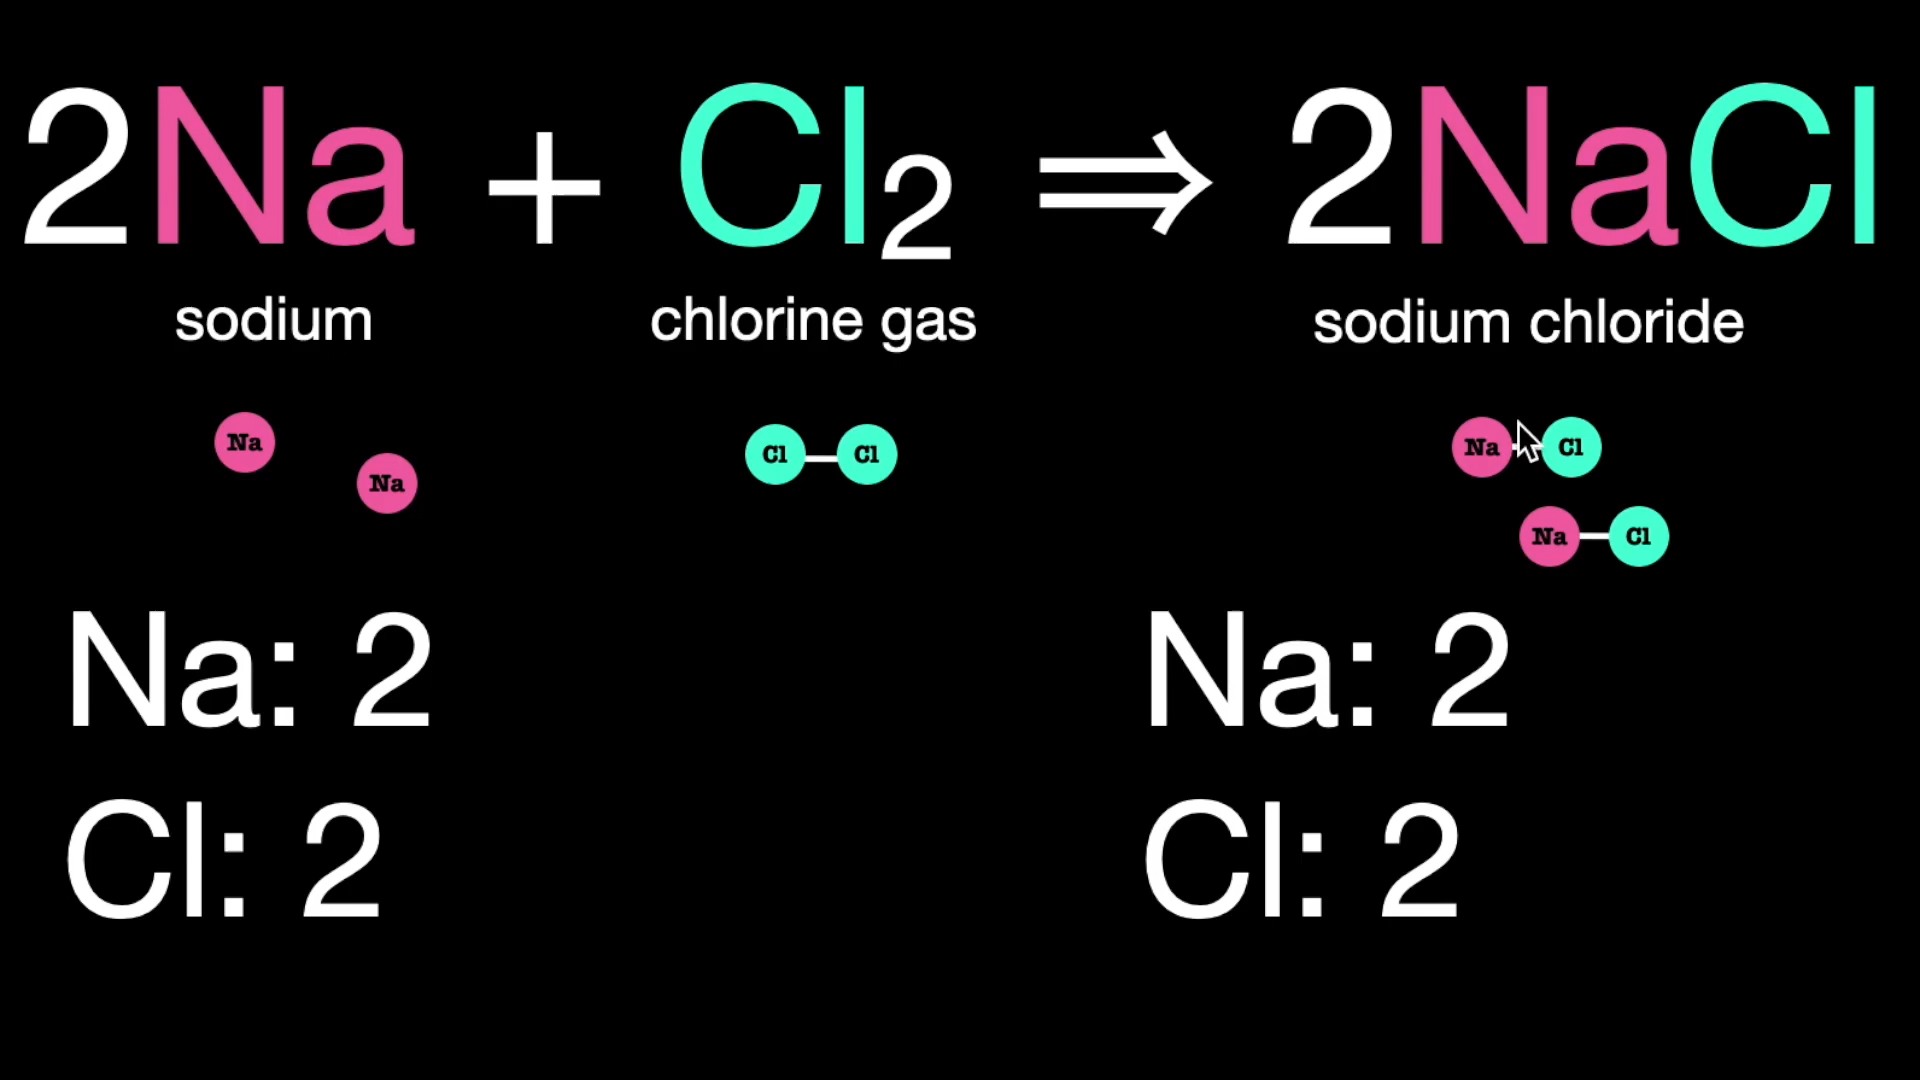 2Na + Cl₂ ⇒ 2NaCl
sodium chlorine gas sodium chloride
Na Cl Cl Na Cl
Na Na Cl
Na: 2 Na: 2
Cl: 2 Cl: 2